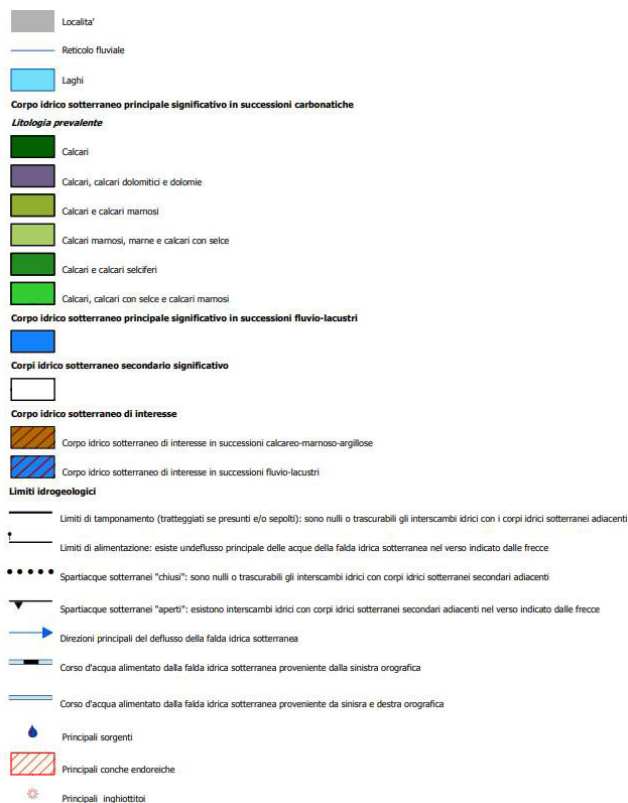 Localita'
Reticolo fluviale
Laghi
Corpo idrico sotterraneo principale significativo in successioni carbonatiche
Litologia prevalente
Calcari
Calcari, calcari dolomitici e dolomie
Calcari e calcari marnosi
Calcari marnosi, marne e calcari con selce
Calcari e calcari selciferi
Calcari, calcari con selce e calcari marnosi
Corpo idrico sotterraneo principale significativo in successioni fluvio-lacustri
Corpi idrico sotterraneo secondario significativo
Corpo idrico sotterraneo di interesse
Corpo idrico sotterraneo di interesse in successioni calcareo-marnoso-argillose
Corpo idrico sotterraneo di interesse in successioni fluvio-lacustri
Limiti idrogeologici
Limiti di tamponamento (tratteggiati se presunti e/o sepolti): sono nulli o trascurabili gli interscambi idrici con i corpi idrici sotterranei adiacenti
Limiti di alimentazione: esiste undeflusso principale delle acque della falda idrica sotterranea nel verso indicato dalle frecce
Spartiacque sotterranei "chiusi": sono nulli o trascurabili gli interscambi idrici con corpi idrici sotterranei secondari adiacenti
Spartiacque sotterranei "aperti": esistono interscambi idrici con corpi idrici sotterranei secondari adiacenti nel verso indicato dalle frecce
Direzioni principali del deflusso della falda idrica sotterranea
Corso d'acqua alimentato dalla falda idrica sotterranea proveniente dalla sinistra orografica
Corso d'acqua alimentato dalla falda idrica sotterranea proveniente da sinisra e destra orografica
Principali sorgenti
Principali conche endoreiche
Principali inghiottitoi